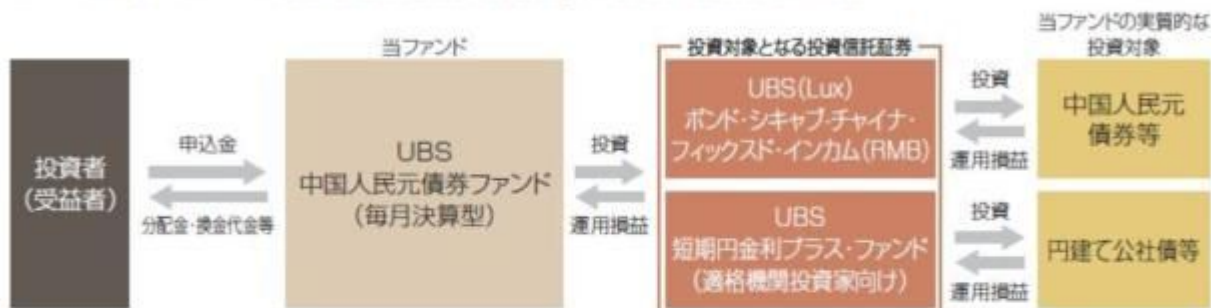 投資者
(受益者)
申込金
分配金・換金代金等
当ファンド
UBS
中国人民元債券ファンド
(毎月決算型)
投資
運用損益
投資対象となる投資信託証券
UBS(Lux)
ボンド・シキャブ・チャイナ・
フィックスド・インカム(RMB)
UBS
短期円金利プラス・ファンド
(適格機関投資家向け)
投資
運用損益
投資
運用損益
当ファンドの実質的な
投資対象
中国人民元
債券等
円建て公社債等